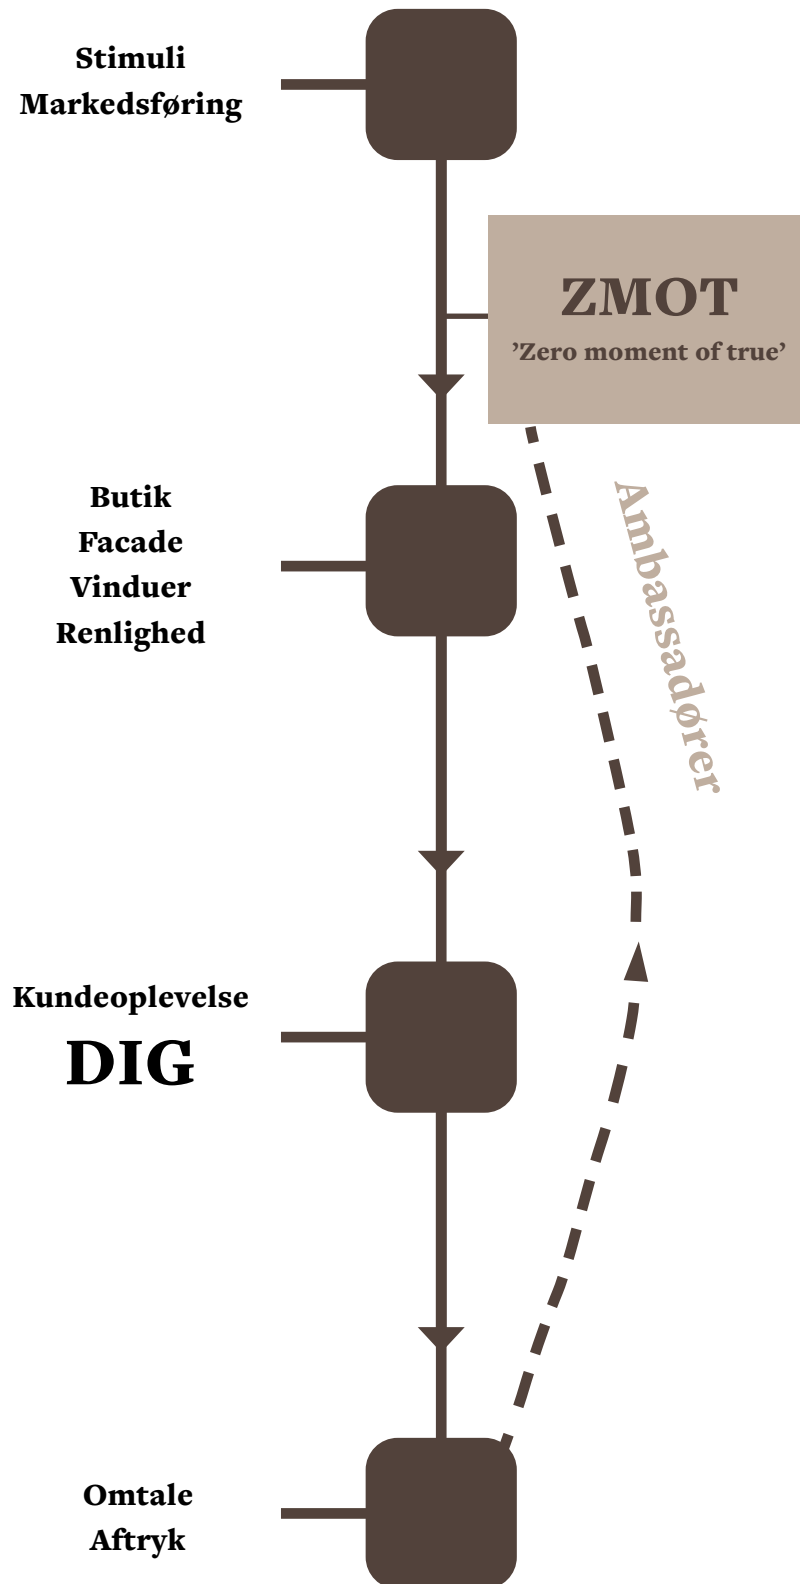 Stimuli
Markedsføring
ZMOT
’Zero moment of true’
Butik
Facade
Vinduer
Renlighed
Ambassadører
Kundeoplevelse
DIG
Omtale
Aftryk